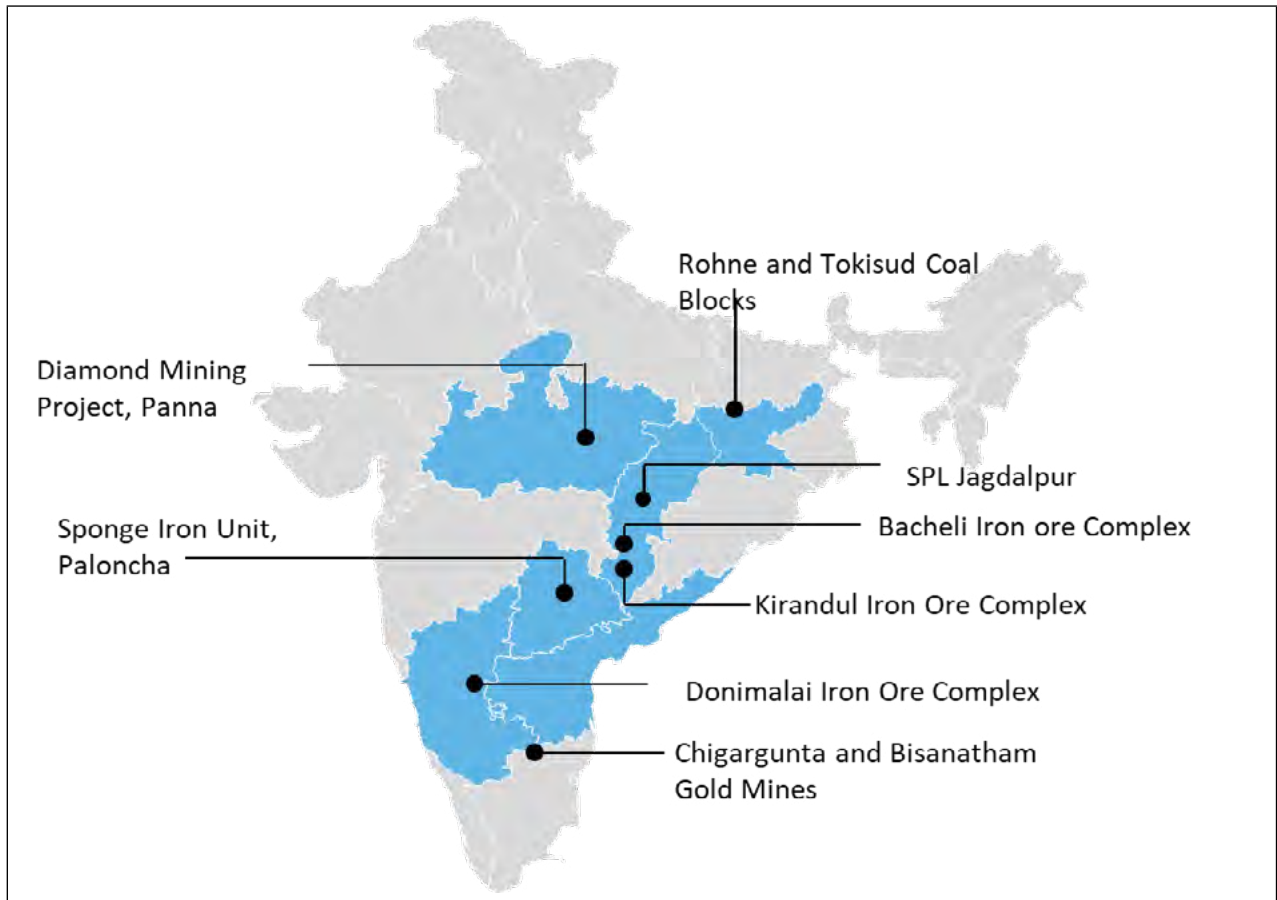 Rohne and Tokisud Coal
Blocks
Diamond Mining
Project, Panna
SPL Jagdalpur
Sponge Iron Unit,
Paloncha
Bacheli Iron ore Complex
Kirandul Iron Ore Complex
Donimalai Iron Ore Complex
Chigargunta and Bisanatham
Gold Mines